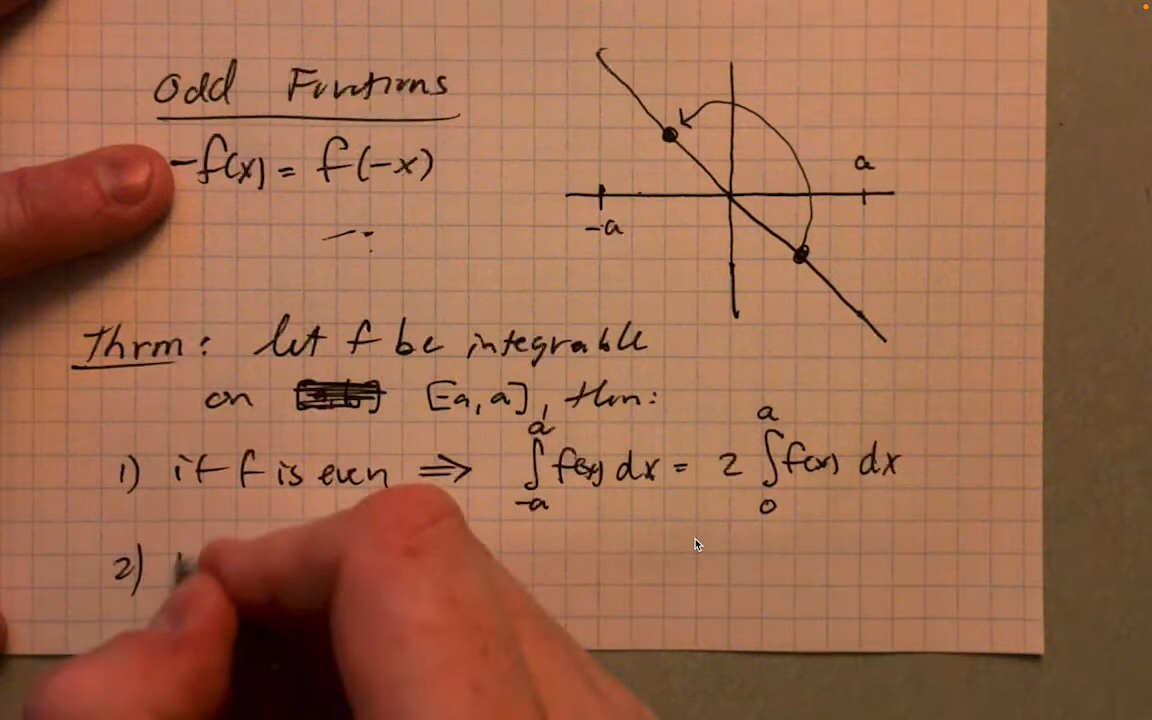 Odd Functions
-f(x) = f(-x)
a
-a
Thrm: let f be integrable
on [-a, a], then:
1) if f is even ⇒ ∫_{-a}^{a} f(x) dx = 2 ∫_{0}^{a} f(x) dx
2)